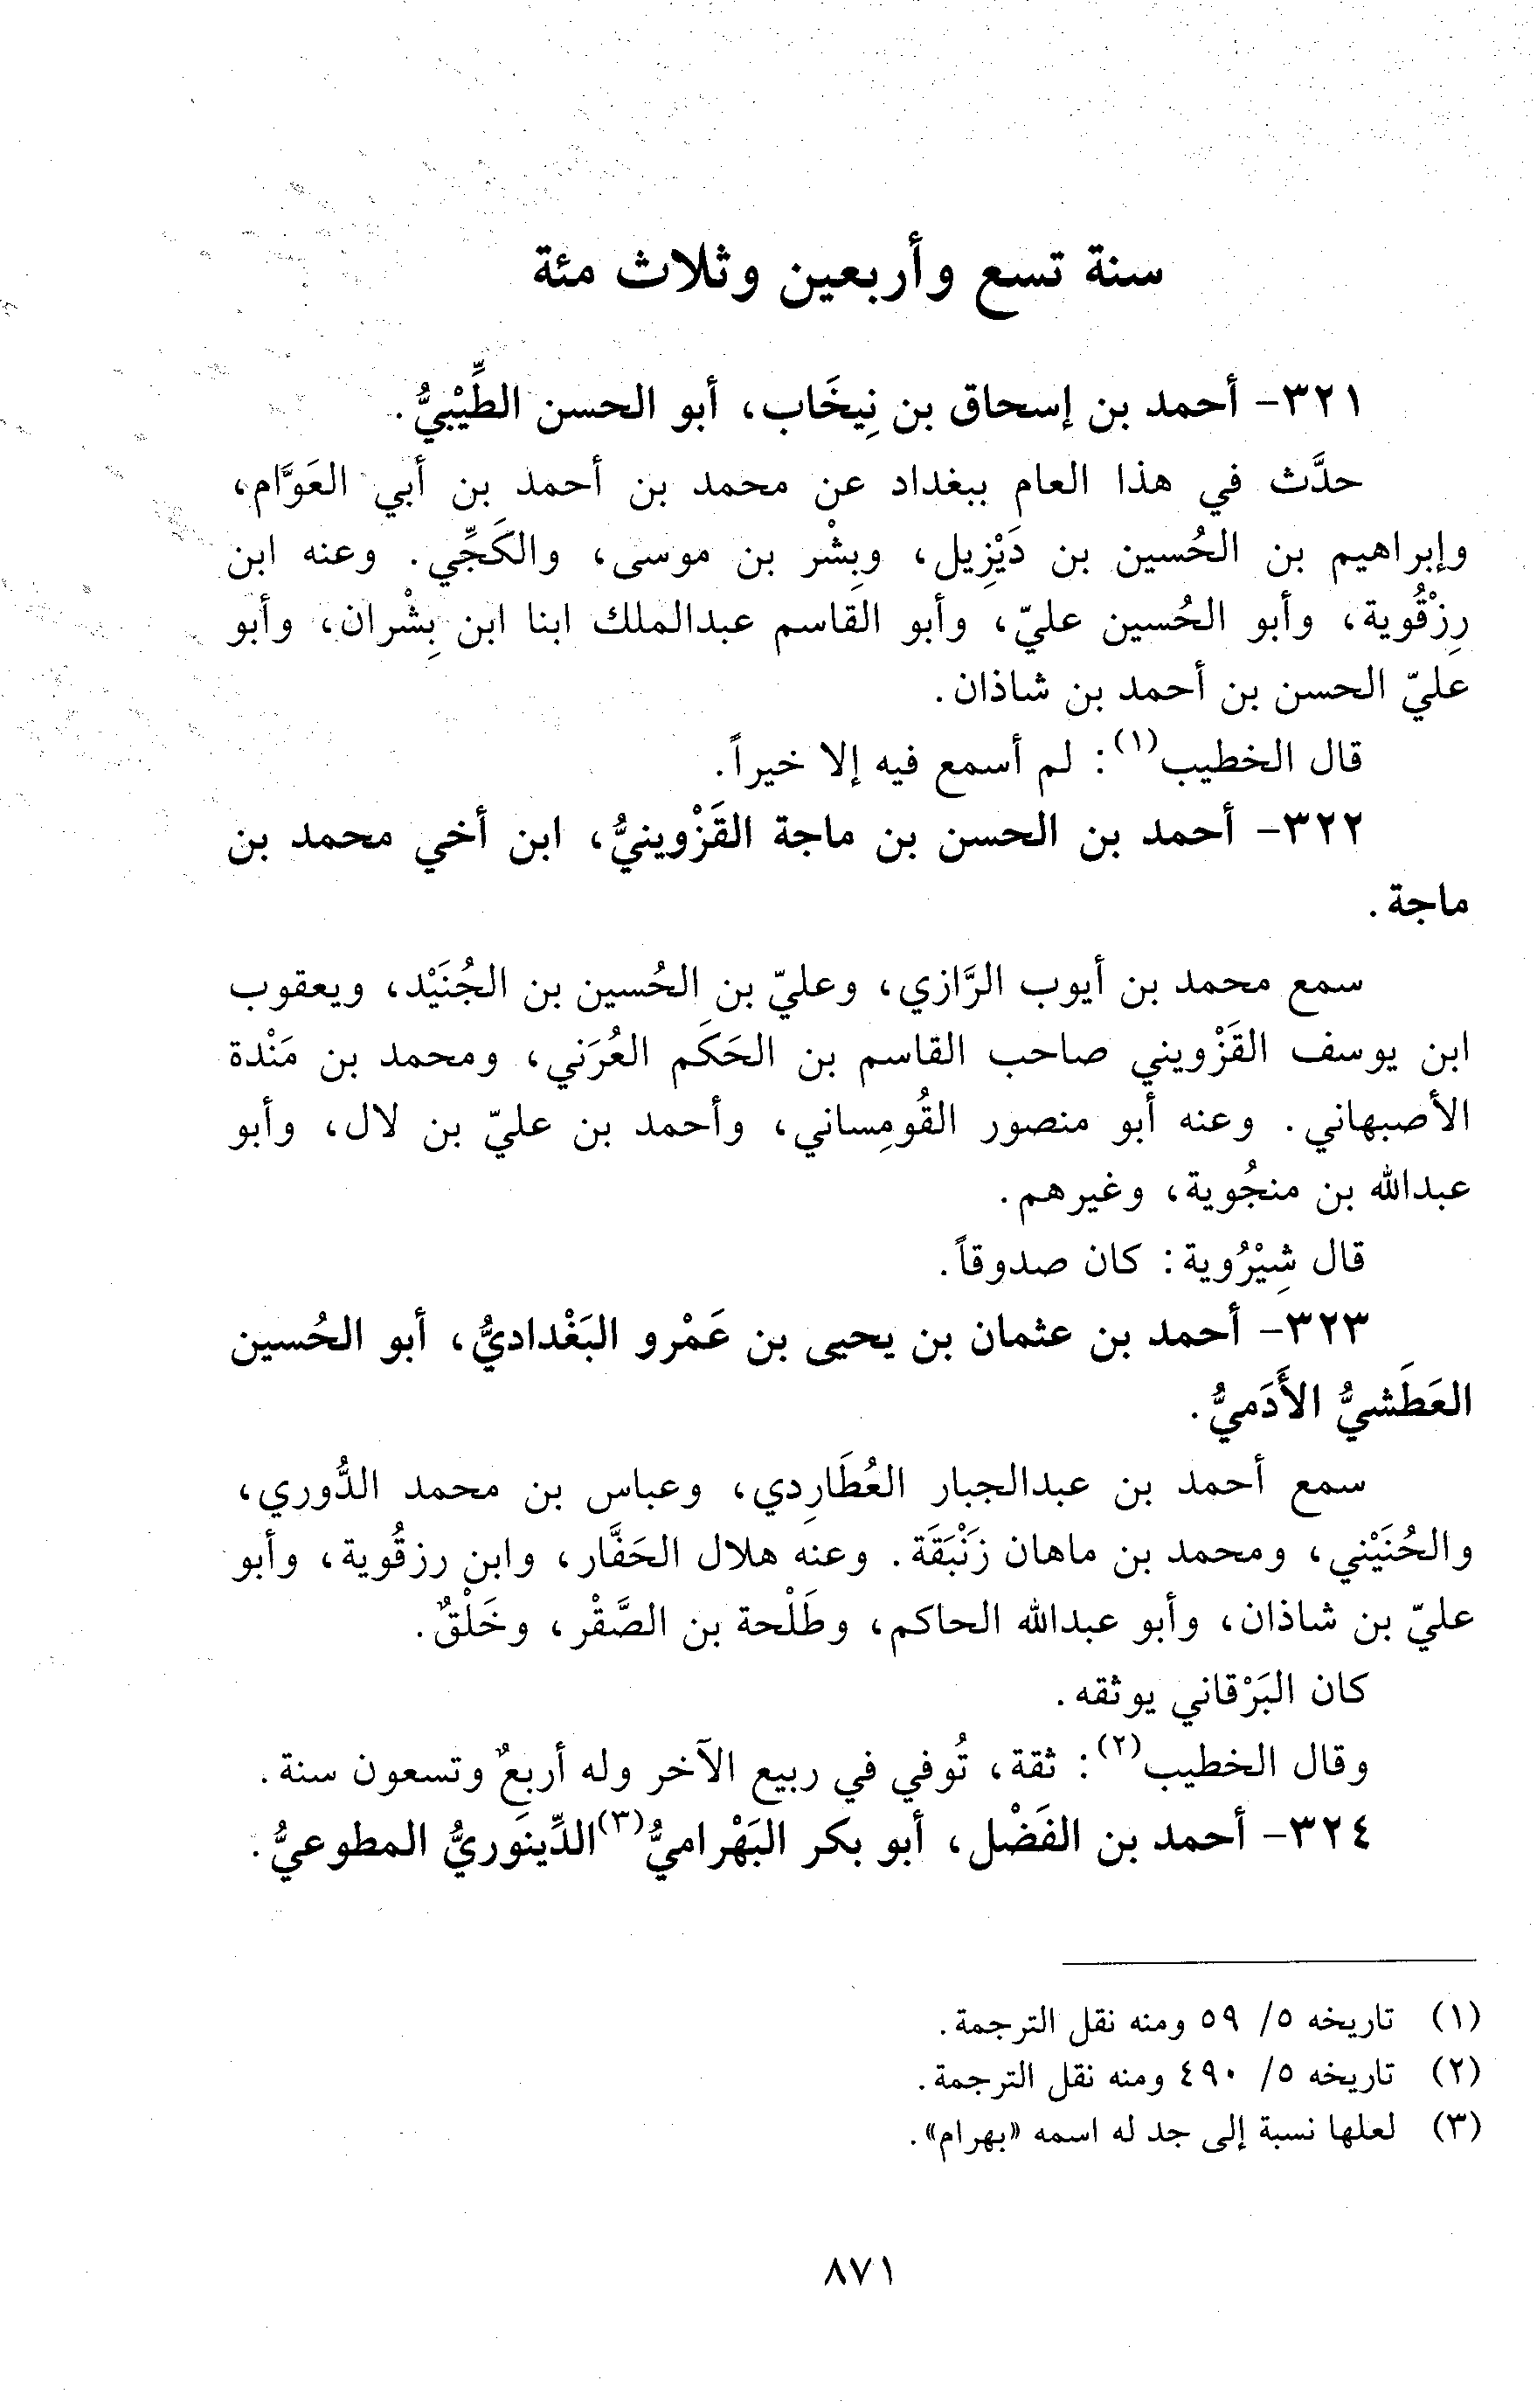 سنة تسع وأربعين وثلاث مئة
٣٢١- أحمد بن إسحاق بن نِيخَاب، أبو الحسن الطِّيْبيُّ.
حدَّث في هذا العام ببغداد عن محمد بن أحمد بن أبي العَوَّام،
وإبراهيم بن الحُسين بن دَيْزِيل، وبِشْر بن موسى، والكَجِّي. وعنه ابن
رِزْقُوية، وأبو الحُسين عليّ، وأبو القاسم عبدالملك ابنا ابن بِشْران، وأبو
عليّ الحسن بن أحمد بن شاذان.
قال الخطيب(١): لم أسمع فيه إلا خيراً.
٣٢٢- أحمد بن الحسن بن ماجة القَزْوينيُّ، ابن أخي محمد بن
ماجة.
سمع محمد بن أيوب الرَّازي، وعليّ بن الحُسين بن الجُنَيْد، ويعقوب
ابن يوسف القَزْويني صاحب القاسم بن الحَكَم العُرَني، ومحمد بن مَنْدة
الأصبهاني. وعنه أبو منصور القُومِساني، وأحمد بن عليّ بن لال، وأبو
عبدالله بن منجُوية، وغيرهم.
قال شِيْرُوية: كان صدوقاً.
٣٢٣- أحمد بن عثمان بن يحيى بن عَمْرو البَغْداديُّ، أبو الحُسين
العَطَشيُّ الأَدَميُّ.
سمع أحمد بن عبدالجبار العُطَارِدي، وعباس بن محمد الدُّوري،
والحُنَيْني، ومحمد بن ماهان زَنْبَقَة. وعنه هلال الحَفَّار، وابن رزقُوية، وأبو
عليّ بن شاذان، وأبو عبدالله الحاكم، وطَلْحة بن الصَّقْر، وخَلْقٌ.
كان البَرْقاني يوثقه.
وقال الخطيب(٢): ثقة، تُوفي في ربيع الآخر وله أربعٌ وتسعون سنة.
٣٢٤- أحمد بن الفَضْل، أبو بكر البَهْراميُّ(٣) الدِّينَوريُّ المطوعيُّ.
(١) تاريخه ٥/ ٥٩ ومنه نقل الترجمة.
(٢) تاريخه ٥/ ٤٩٠ ومنه نقل الترجمة.
(٣) لعلها نسبة إلى جد له اسمه «بهرام».
٨٧١